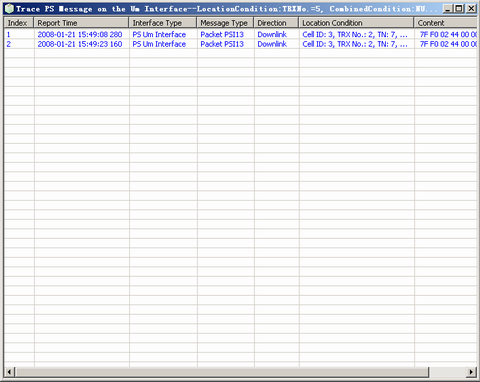 Trace PS Message on the Um Interface--LocationCondition:TRXNo.=5, CombinedCondition:NU...
Index Report Time Interface Type Message Type Direction Location Condition Content
1 2008-01-21 15:49:08 280 PS Um Interface Packet PSI13 Downlink Cell ID: 3, TRX No.: 2, TN: 7, ... 7F F0 02 44 00 00
2 2008-01-21 15:49:23 160 PS Um Interface Packet PSI13 Downlink Cell ID: 3, TRX No.: 2, TN: 7, ... 7F F0 02 44 00 00